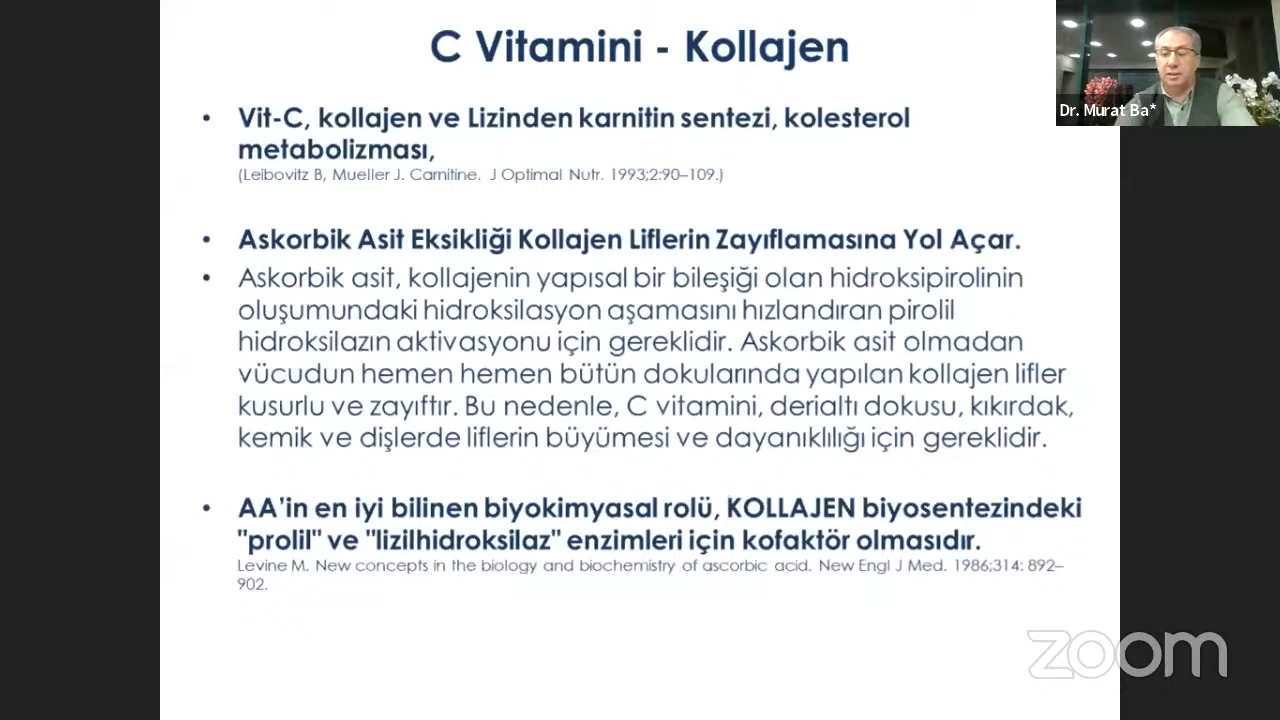 C Vitamini - Kollajen
Dr. Murat Ba*
• Vit-C, kollajen ve Lizinden karnitin sentezi, kolesterol
metabolizması,
(Leibovitz B, Mueller J. Carnitine. J Optimal Nutr. 1993;2:90–109.)
• Askorbik Asit Eksikliği Kollajen Liflerin Zayıflamasına Yol Açar.
• Askorbik asit, kollajenin yapısal bir bileşiği olan hidroksipirolinin
oluşumundaki hidroksilasyon aşamasını hızlandıran pirolil
hidroksilazın aktivasyonu için gereklidir. Askorbik asit olmadan
vücudun hemen hemen bütün dokularında yapılan kollajen lifler
kusurlu ve zayıftır. Bu nedenle, C vitamini, derialtı dokusu, kıkırdak,
kemik ve dişlerde liflerin büyümesi ve dayanıklılığı için gereklidir.
• AA'in en iyi bilinen biyokimyasal rolü, KOLLAJEN biyosentezindeki
"prolil" ve "lizilhidroksilaz" enzimleri için kofaktör olmasıdır.
Levine M. New concepts in the biology and biochemistry of ascorbic acid. New Engl J Med. 1986;314: 892–
902.
zoom